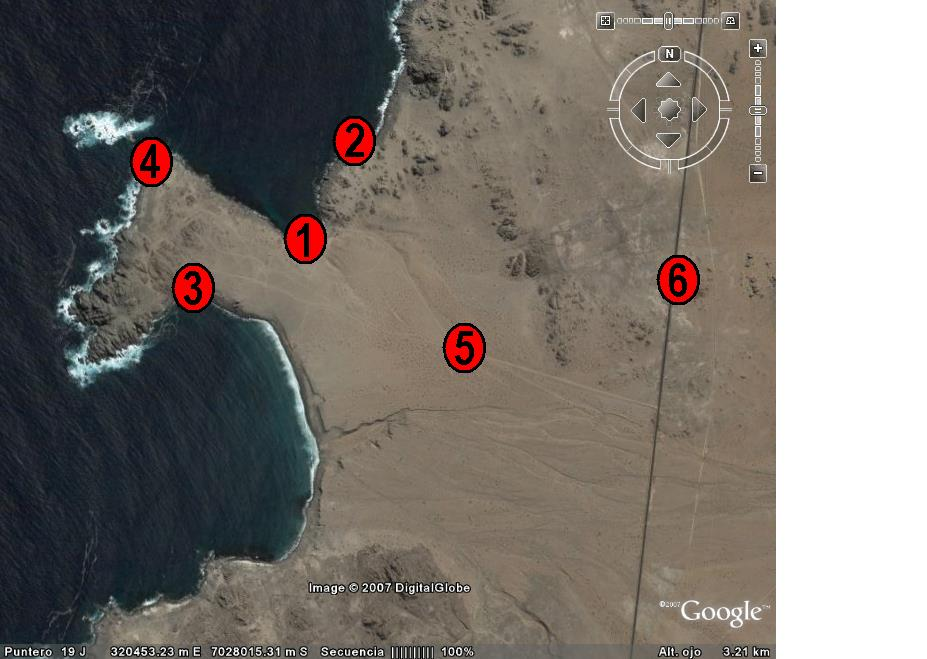 N
2
4
1
3
6
5
Image © 2007 DigitalGlobe
©2007 Google™
Puntero 19 J 320453.23 m E 7028015.31 m S Secuencia |||||||||| 100% Alt. ojo 3.21 km